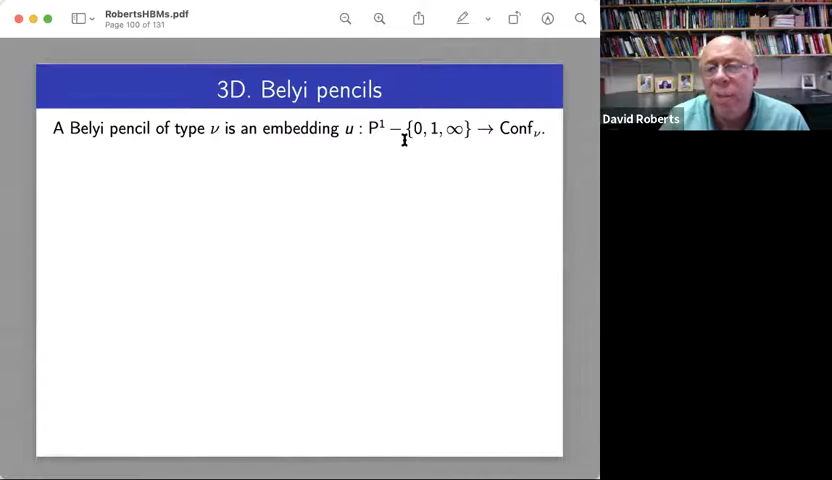 RobertsHBMs.pdf
Page 100 of 131
3D. Belyi pencils
A Belyi pencil of type ν is an embedding u : P¹ − {0, 1, ∞} → Conf_ν.
David Roberts